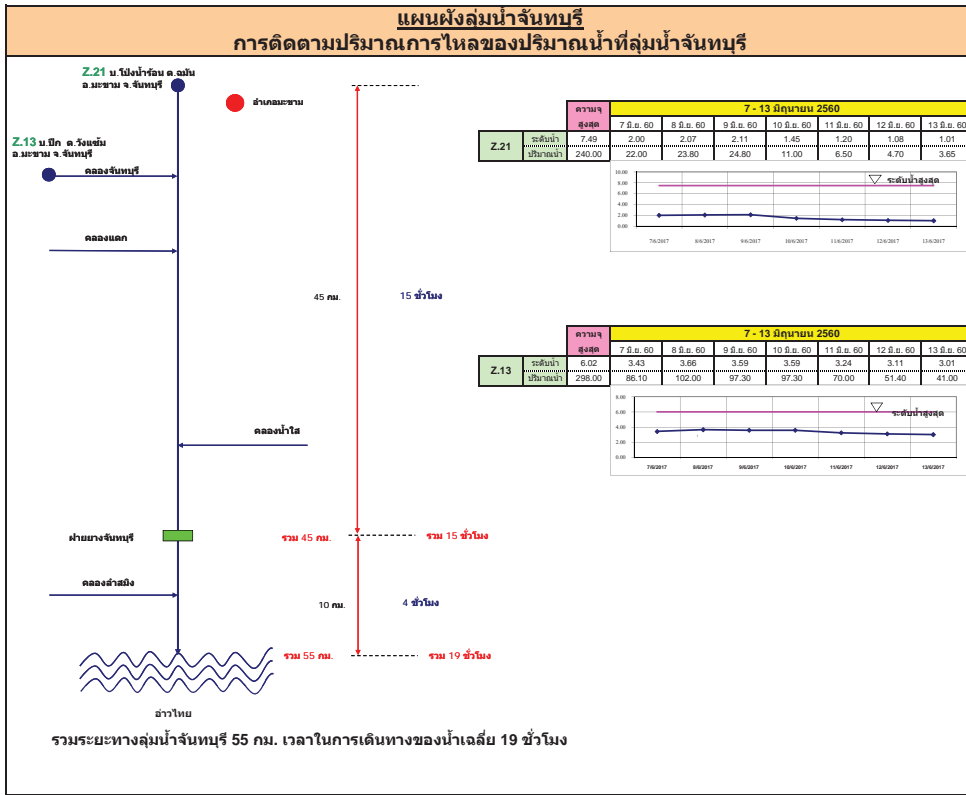 แผนผังลุ่มน้ำจันทบุรี
การติดตามปริมาณการไหลของปริมาณน้ำที่ลุ่มน้ำจันทบุรี
Z.21 บ.โป่งน้ำร้อน ต.ฉมัน
อ.มะขาม จ.จันทบุรี
อำเภอมะขาม
Z.13 บ.ปึก ต.วังแซ้ม
อ.มะขาม จ.จันทบุรี
คลองจันทบุรี
คลองแตก
45 กม. 15 ชั่วโมง
คลองน้ำใส
ฝายยางจันทบุรี รวม 45 กม. รวม 15 ชั่วโมง
คลองลำสมิง
10 กม. 4 ชั่วโมง
รวม 55 กม. รวม 19 ชั่วโมง
อ่าวไทย
รวมระยะทางลุ่มน้ำจันทบุรี 55 กม. เวลาในการเดินทางของน้ำเฉลี่ย 19 ชั่วโมง
ความจุ 7 - 13 มิถุนายน 2560
สูงสุด 7 มิ.ย. 60 8 มิ.ย. 60 9 มิ.ย. 60 10 มิ.ย. 60 11 มิ.ย. 60 12 มิ.ย. 60 13 มิ.ย. 60
Z.21
ระดับน้ำ 7.49 2.00 2.07 2.11 1.45 1.20 1.08 1.01
ปริมาณน้ำ 240.00 22.00 23.80 24.80 11.00 6.50 4.70 3.65
10.00
8.00
6.00
4.00
2.00
0.00
ระดับน้ำสูงสุด
7/6/2017 8/6/2017 9/6/2017 10/6/2017 11/6/2017 12/6/2017 13/6/2017
ความจุ 7 - 13 มิถุนายน 2560
สูงสุด 7 มิ.ย. 60 8 มิ.ย. 60 9 มิ.ย. 60 10 มิ.ย. 60 11 มิ.ย. 60 12 มิ.ย. 60 13 มิ.ย. 60
Z.13
ระดับน้ำ 6.02 3.43 3.66 3.59 3.59 3.24 3.11 3.01
ปริมาณน้ำ 298.00 86.10 102.00 97.30 97.30 70.00 51.40 41.00
8.00
6.00
4.00
2.00
0.00
ระดับน้ำสูงสุด
7/6/2017 8/6/2017 9/6/2017 10/6/2017 11/6/2017 12/6/2017 13/6/2017